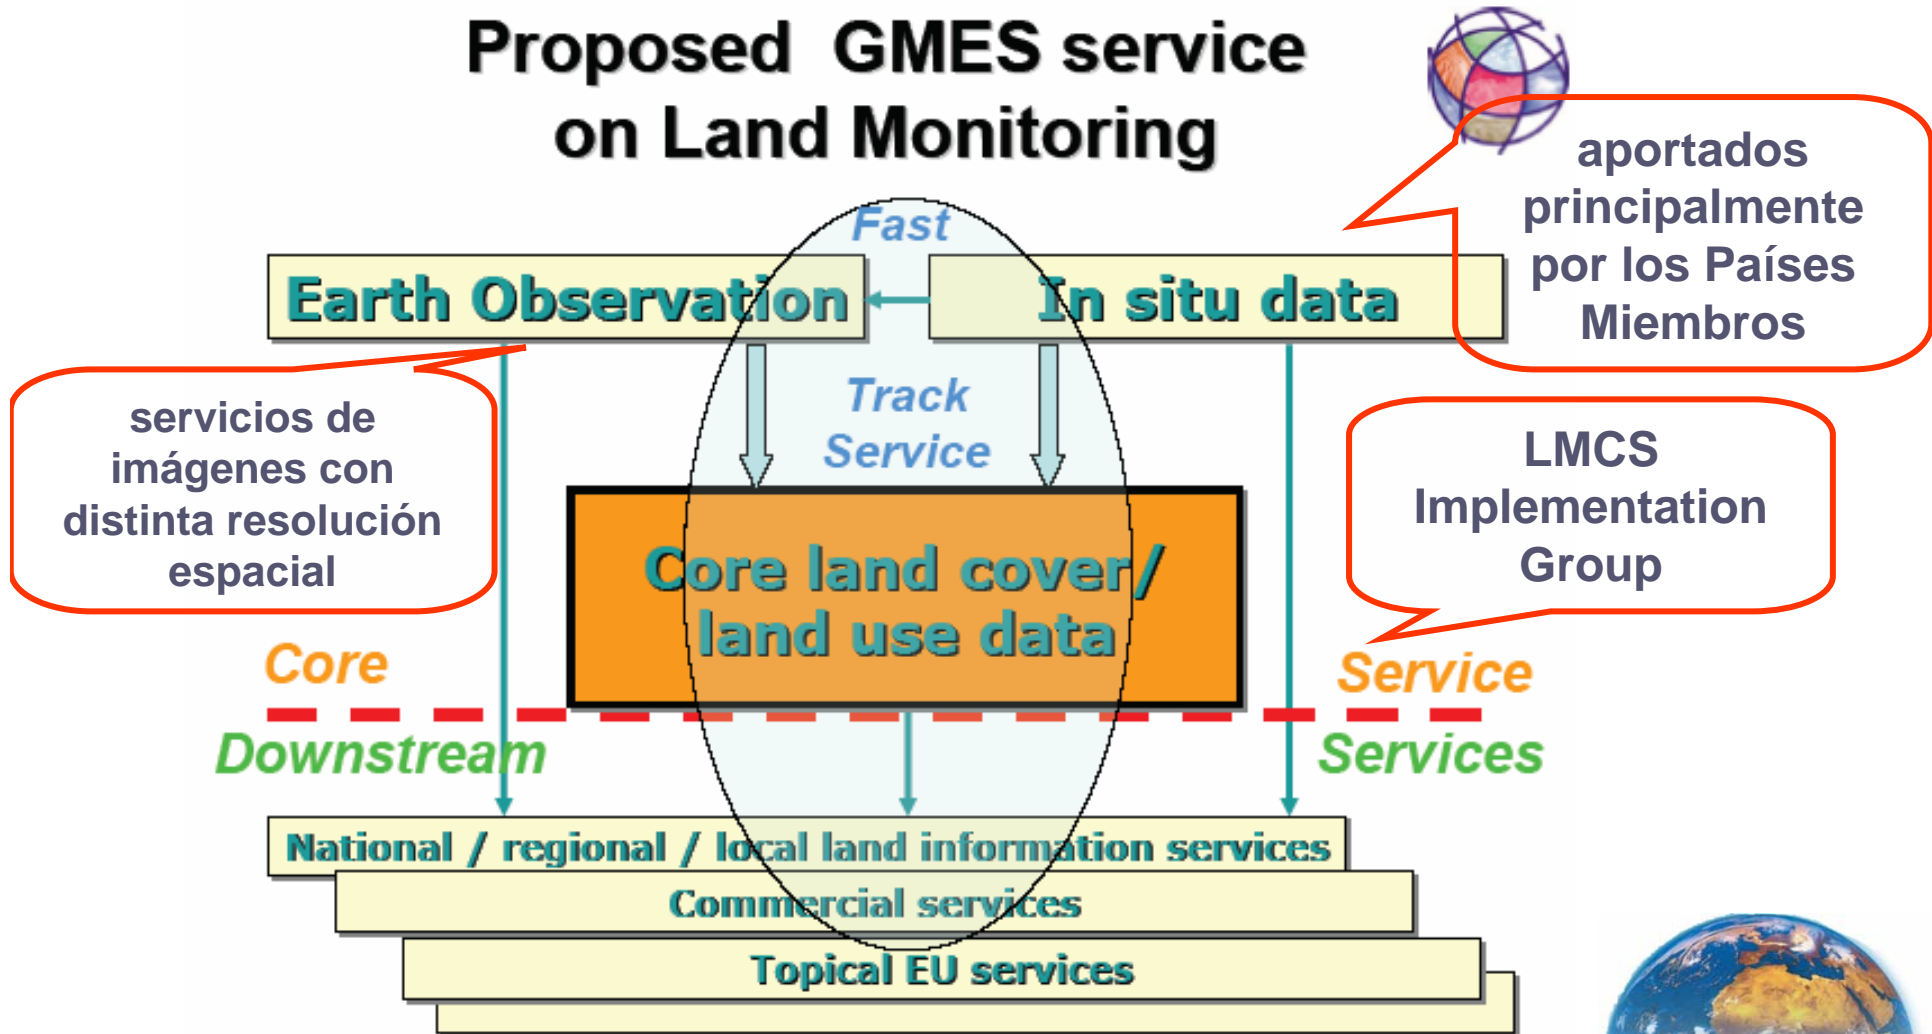 Proposed GMES service
on Land Monitoring
aportados
principalmente
por los Países
Miembros
Fast
Earth Observation
In situ data
servicios de
imágenes con
distinta resolución
espacial
Track
Service
LMCS
Implementation
Group
Core land cover/
land use data
Core
Service
Downstream
Services
National / regional / local land information services
Commercial services
Topical EU services